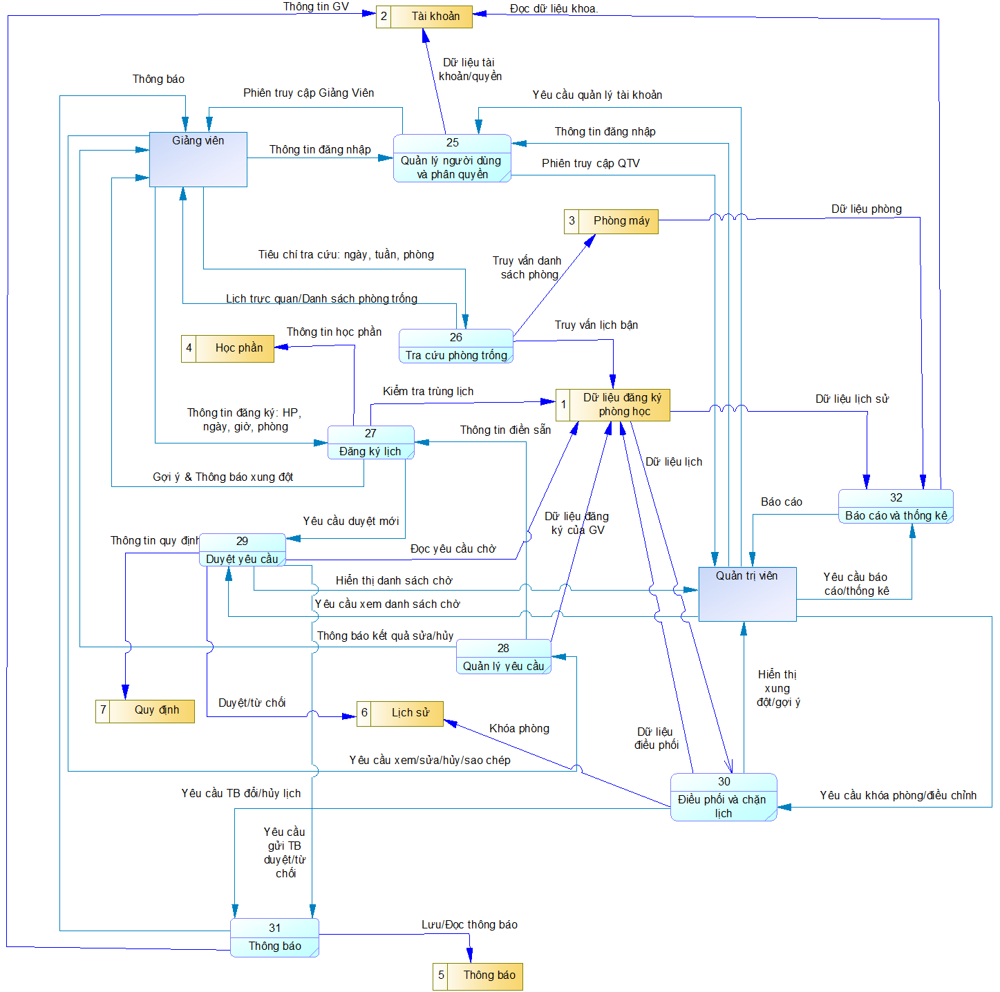 Thông tin GV
2 Tài khoản
Đọc dữ liệu khoa.
Dữ liệu tài
khoản/quyền
Thông báo
Phiên truy cập Giảng Viên
Yêu cầu quản lý tài khoản
Giảng viên
Thông tin đăng nhập
25
Quản lý người dùng
và phân quyền
Thông tin đăng nhập
Phiên truy cập QTV
3 Phòng máy
Dữ liệu phòng
Tiêu chí tra cứu: ngày, tuần, phòng
Truy vấn danh
sách phòng
Lịch trực quan/Danh sách phòng trống
Thông tin học phần
Truy vấn lịch bận
4 Học phần
26
Tra cứu phòng trống
Kiểm tra trùng lịch
1 Dữ liệu đăng ký
phòng học
Dữ liệu lịch sử
Thông tin đăng ký: HP,
ngày, giờ, phòng
27
Đăng ký lịch
Thông tin điền sẵn
Dữ liệu lịch
Gợi ý & Thông báo xung đột
32
Báo cáo và thống kê
Báo cáo
Yêu cầu duyệt mới
Dữ liệu đăng
ký của GV
Thông tin quy định
29
Duyệt yêu cầu
Đọc yêu cầu chờ
Hiển thị danh sách chờ
Quản trị viên
Yêu cầu báo
cáo/thống kê
Yêu cầu xem danh sách chờ
Thông báo kết quả sửa/hủy
28
Quản lý yêu cầu
Hiển thị
xung
đột/gợi ý
7 Quy định
Duyệt/từ chối
6 Lịch sử
Khóa phòng
Dữ liệu
điều phối
Yêu cầu xem/sửa/hủy/sao chép
30
Điều phối và chặn
lịch
Yêu cầu TB đổi/hủy lịch
Yêu cầu khóa phòng/điều chỉnh
Yêu cầu
gửi TB
duyệt/từ
chối
31
Thông báo
Lưu/Đọc thông báo
5 Thông báo